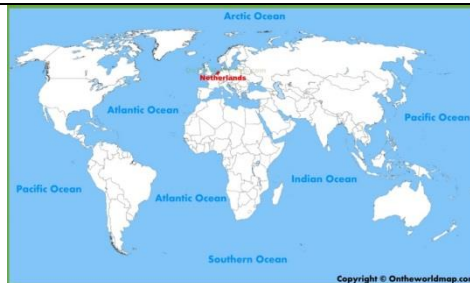 Arctic Ocean
Netherlands
Atlantic Ocean
Pacific Ocean
Indian Ocean
Pacific Ocean
Atlantic Ocean
Southern Ocean
Copyright © Ontheworldmap.com